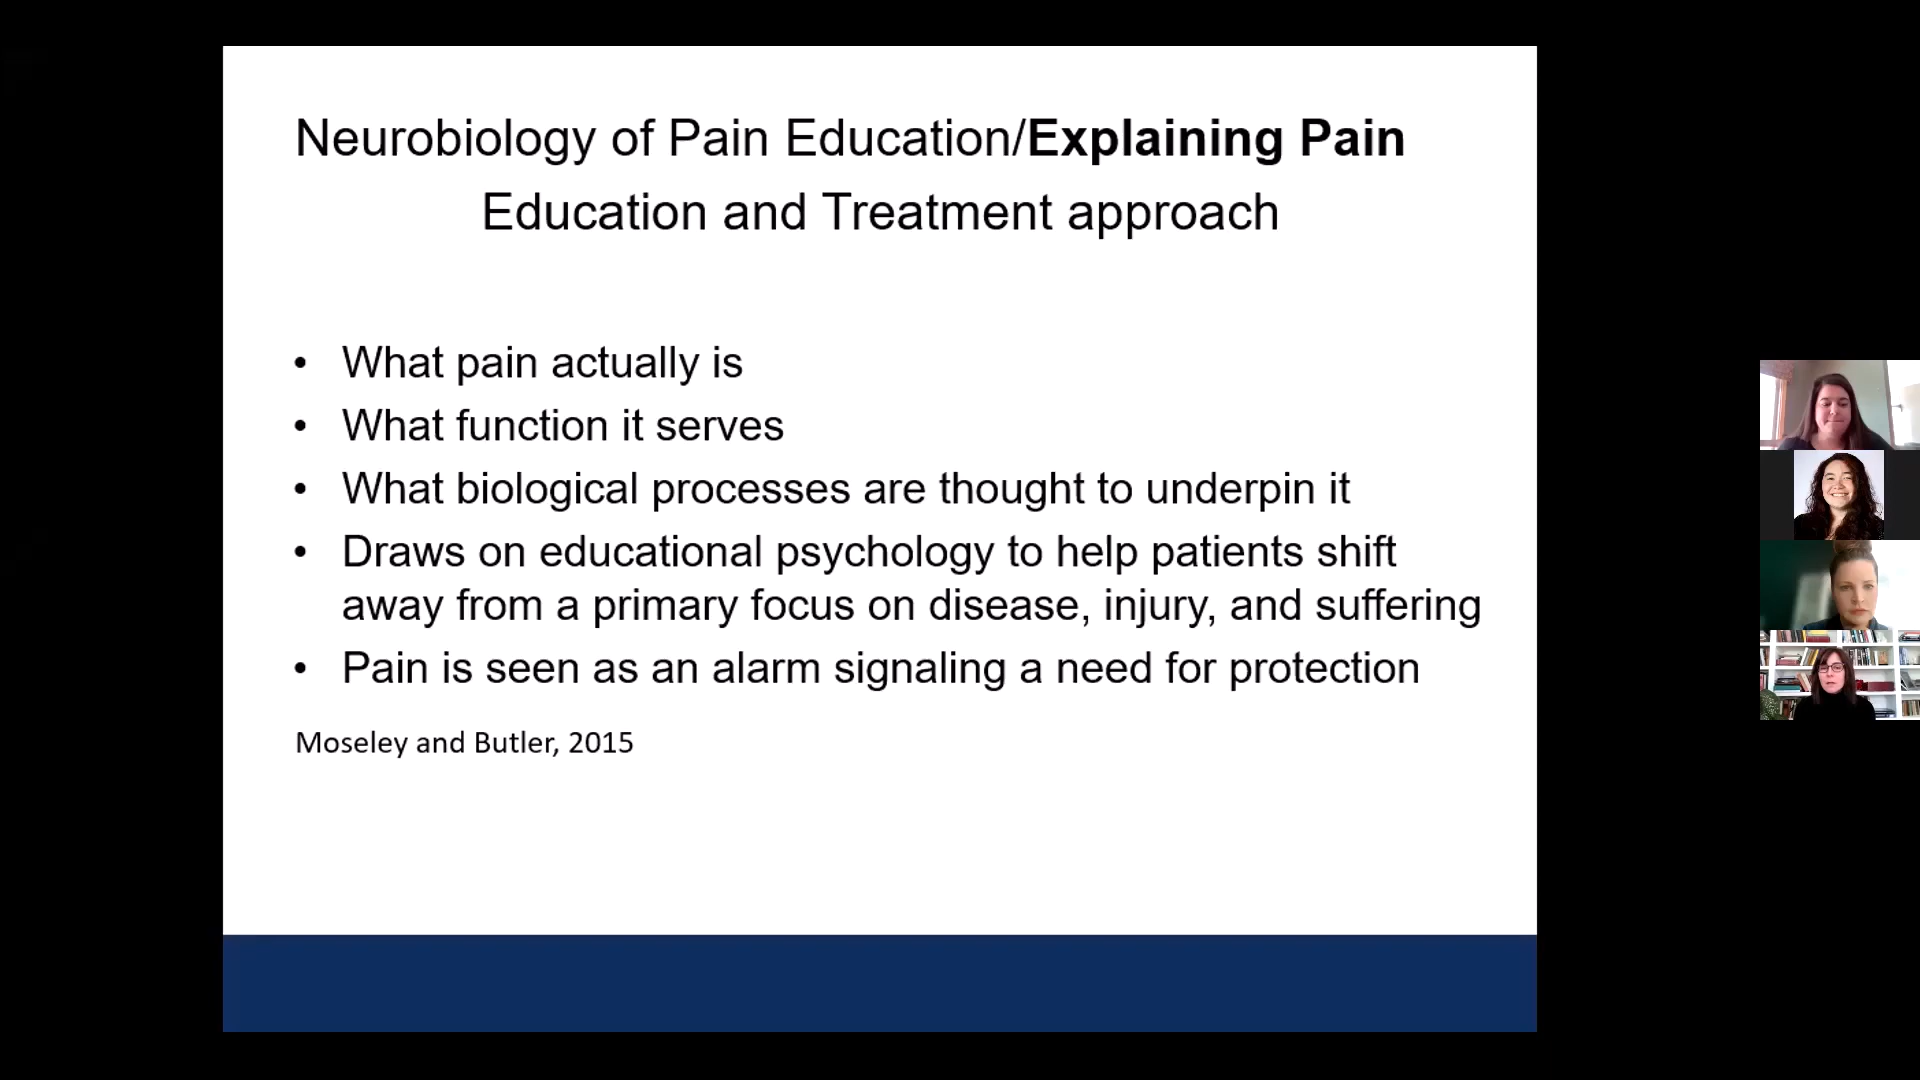 Neurobiology of Pain Education/Explaining Pain
Education and Treatment approach
• What pain actually is
• What function it serves
• What biological processes are thought to underpin it
• Draws on educational psychology to help patients shift
away from a primary focus on disease, injury, and suffering
• Pain is seen as an alarm signaling a need for protection
Moseley and Butler, 2015